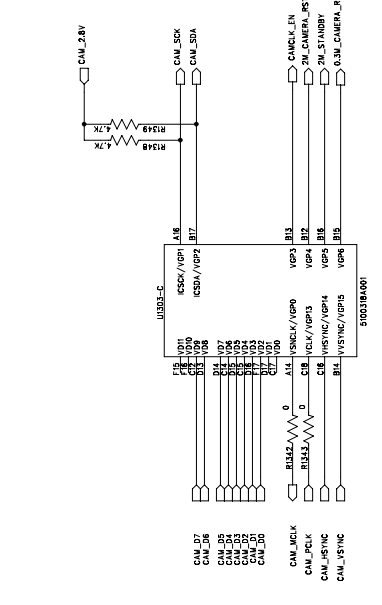 CAM_2.8V
CAM_SCK
CAM_SDA
CAMCLK_EN
2M_CAMERA_RS
2M_STANDBY
0.3M_CAMERA_R
4.7K
R1349
4.7K
R1348
A16
B17
B13
B12
B16
B15
ICSCK/VGP1
ICSDA/VGP2
VGP3
VGP4
VGP5
VGP6
U1303-C
5100318A001
VD11
VD10
VD9
VD8
VD7
VD6
VD5
VD4
VD3
VD2
VD1
VD0
VSNCLK/VGP0
VCLK/VGP13
VHSYNC/VGP14
VVSYNC/VGP15
F15
F16
C12
D13
D14
C14
D15
C15
D16
F17
D17
C17
A14
C18
C16
B14
R1342
0
R1343
0
CAM_D7
CAM_D6
CAM_D5
CAM_D4
CAM_D3
CAM_D2
CAM_D1
CAM_D0
CAM_MCLK
CAM_PCLK
CAM_HSYNC
CAM_VSYNC